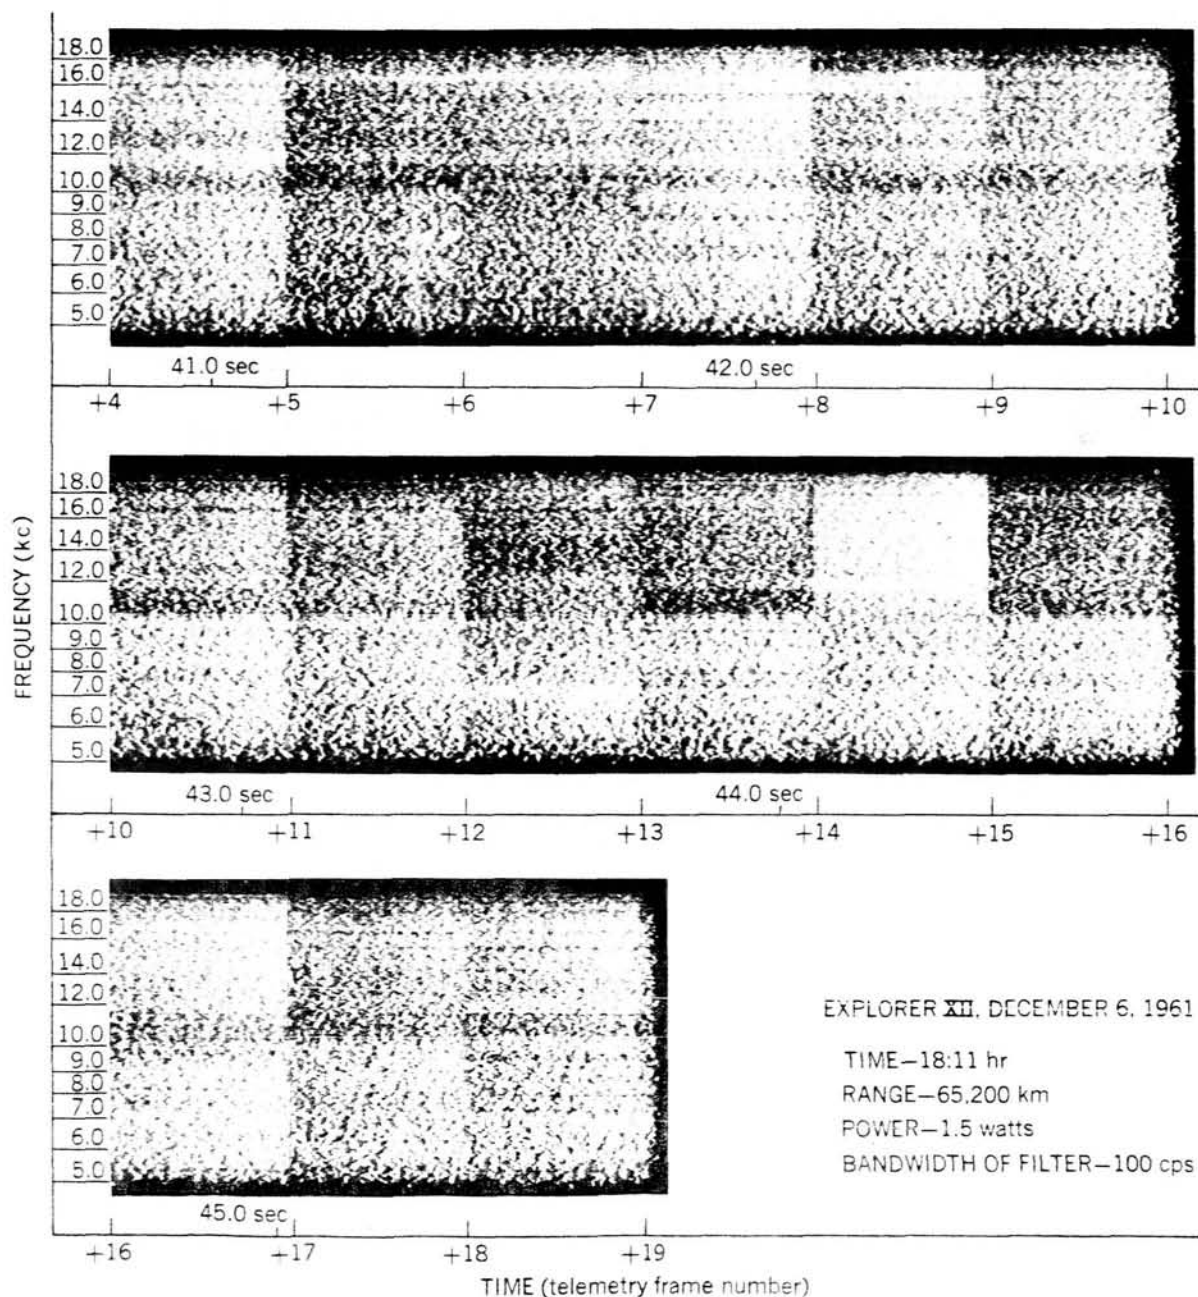 18.0
16.0
14.0
12.0
10.0
9.0
8.0
7.0
6.0
5.0
41.0 sec 42.0 sec
+4 +5 +6 +7 +8 +9 +10
FREQUENCY (kc)
18.0
16.0
14.0
12.0
10.0
9.0
8.0
7.0
6.0
5.0
43.0 sec 44.0 sec
+10 +11 +12 +13 +14 +15 +16
18.0
16.0
14.0
12.0
10.0
9.0
8.0
7.0
6.0
5.0
EXPLORER XII, DECEMBER 6, 1961
TIME—18:11 hr
RANGE—65,200 km
POWER—1.5 watts
BANDWIDTH OF FILTER—100 cps
45.0 sec
+16 +17 +18 +19
TIME (telemetry frame number)